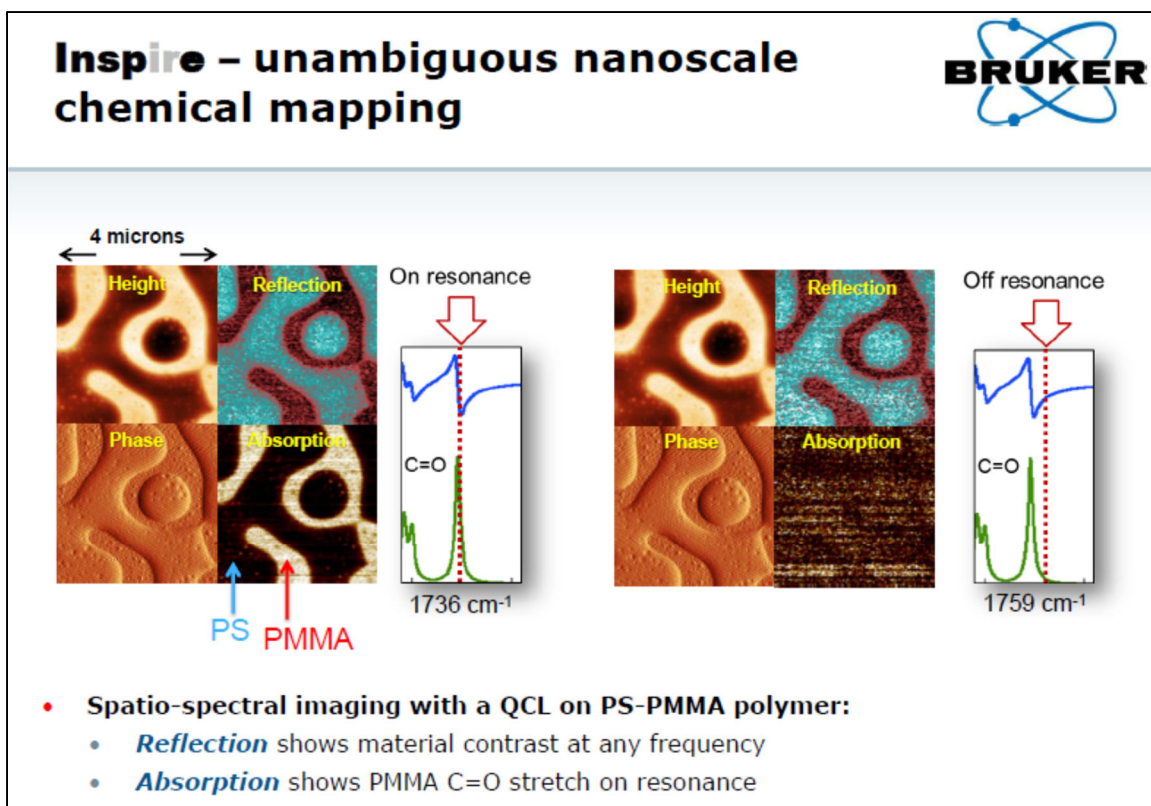 Inspire – unambiguous nanoscale
chemical mapping
BRUKER
4 microns
Height
Reflection
Phase
Absorption
PS
PMMA
On resonance
C=O
1736 cm⁻¹
Height
Reflection
Phase
Absorption
Off resonance
C=O
1759 cm⁻¹
• Spatio-spectral imaging with a QCL on PS-PMMA polymer:
• Reflection shows material contrast at any frequency
• Absorption shows PMMA C=O stretch on resonance